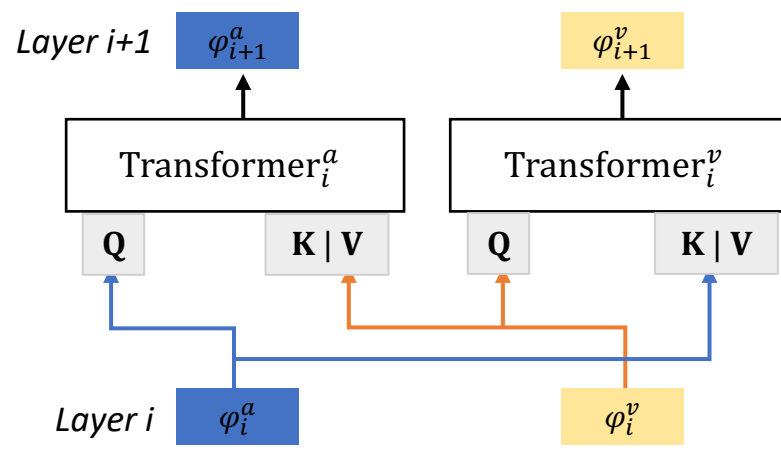 Layer i+1 φ^a_{i+1} φ^v_{i+1}
Transformer^a_i Transformer^v_i
Q K | V Q K | V
Layer i φ^a_i φ^v_i